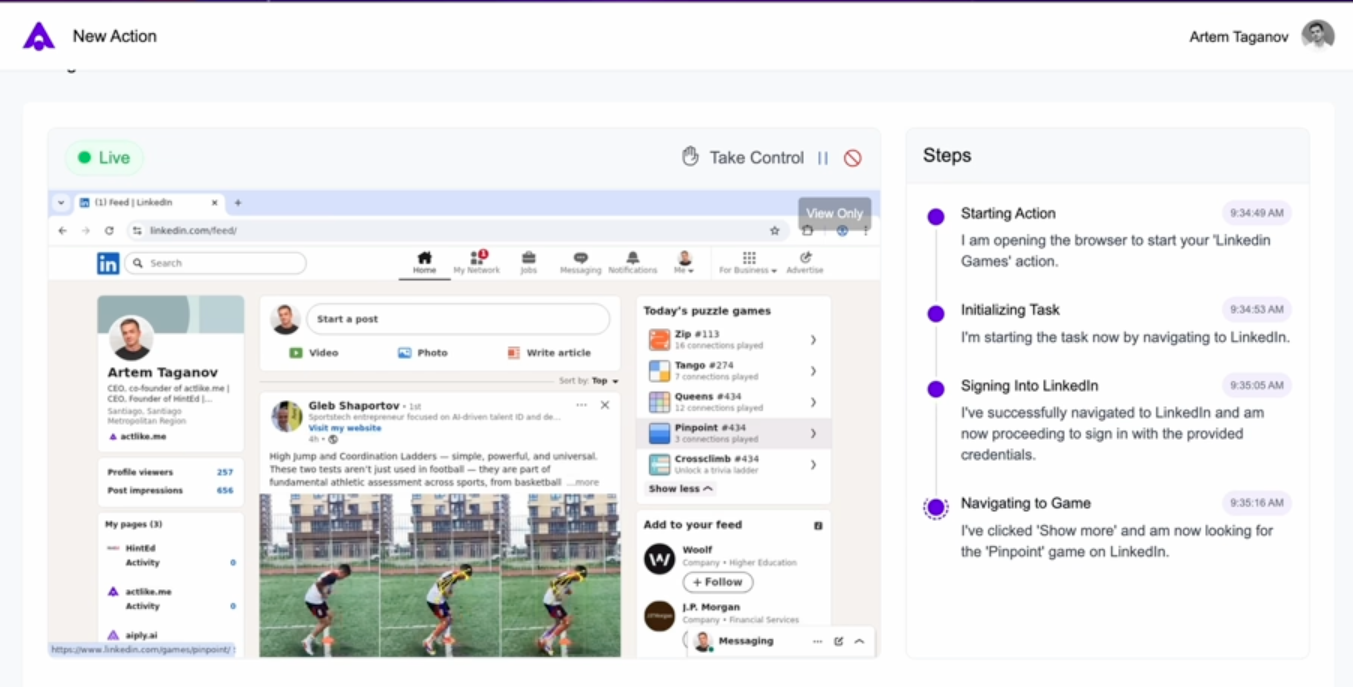 New Action
Artem Taganov
Live
Take Control
(1) Feed | LinkedIn
View Only
linkedin.com/feed/
in
Search
Home
My Network
1
Jobs
Messaging
Notifications
Me
For Business
Advertise
Artem Taganov
CEO, co-founder of actlike.me |
CEO, Founder of HintEd |...
Santiago, Santiago
Metropolitan Region
actlike.me
Profile viewers 257
Post impressions 656
My pages (3)
HintEd
Activity 0
actlike.me
Activity 0
aiply.ai
https://www.linkedin.com/games/pinpoint/
Start a post
Video
Photo
Write article
Sort by: Top
Gleb Shaportov • 1st
Sportstech entrepreneur focused on AI-driven talent ID and de...
Visit my website
4h •
High Jump and Coordination Ladders — simple, powerful, and universal.
These two tests aren't just used in football — they are part of
fundamental athletic assessment across sports, from basketball ...more
Today's puzzle games
Zip #113
16 connections played
Tango #274
7 connections played
Queens #434
12 connections played
Pinpoint #434
3 connections played
Crossclimb #434
Unlock a trivia ladder
Show less
Add to your feed
Woolf
Company • Higher Education
+ Follow
J.P. Morgan
Company • Financial Services
Messaging
Steps
Starting Action
9:34:49 AM
I am opening the browser to start your 'Linkedin
Games' action.
Initializing Task
9:34:53 AM
I'm starting the task now by navigating to LinkedIn.
Signing Into LinkedIn
9:35:05 AM
I've successfully navigated to LinkedIn and am
now proceeding to sign in with the provided
credentials.
Navigating to Game
9:35:16 AM
I've clicked 'Show more' and am now looking for
the 'Pinpoint' game on LinkedIn.